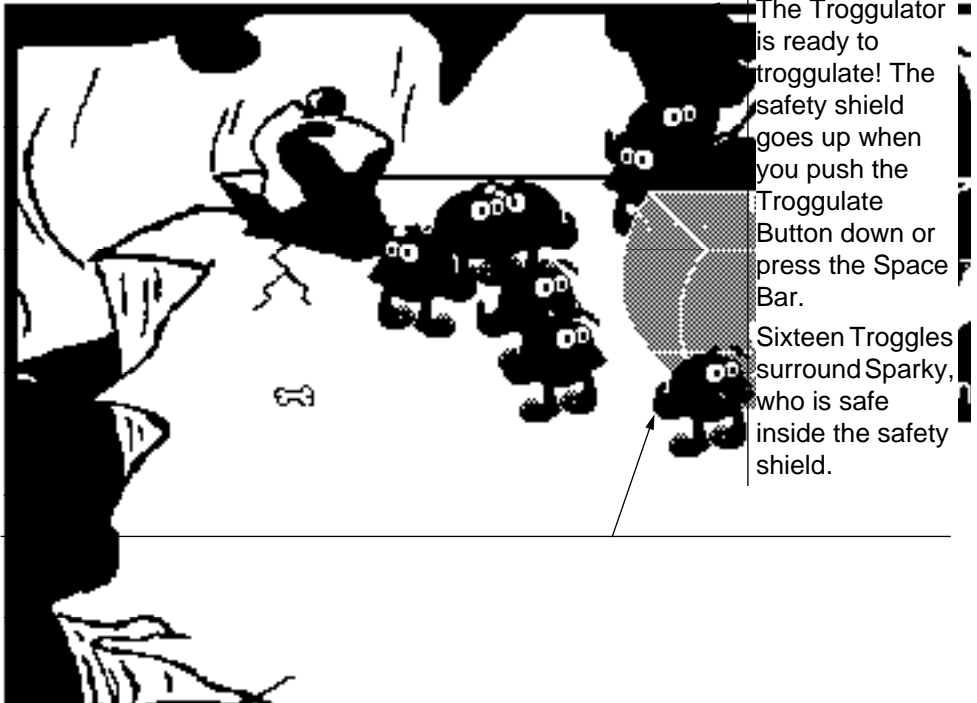 The Troggulator
is ready to
troggulate! The
safety shield
goes up when
you push the
Troggulate
Button down or
press the Space
Bar.
Sixteen Troggles
surround Sparky,
who is safe
inside the safety
shield.